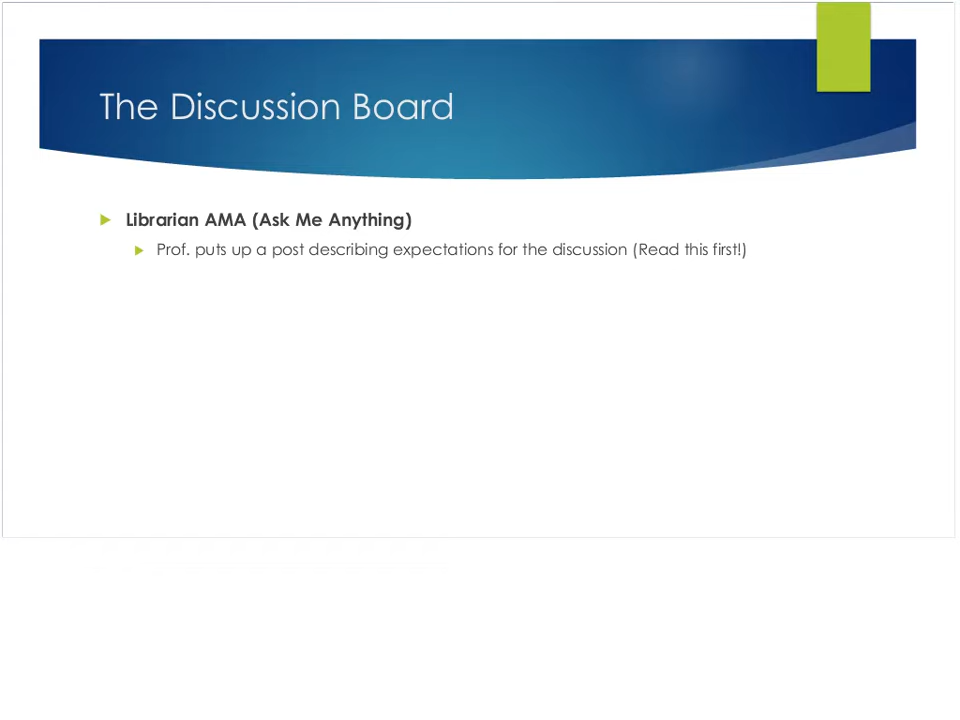 The Discussion Board
Librarian AMA (Ask Me Anything)
Prof. puts up a post describing expectations for the discussion (Read this first!)